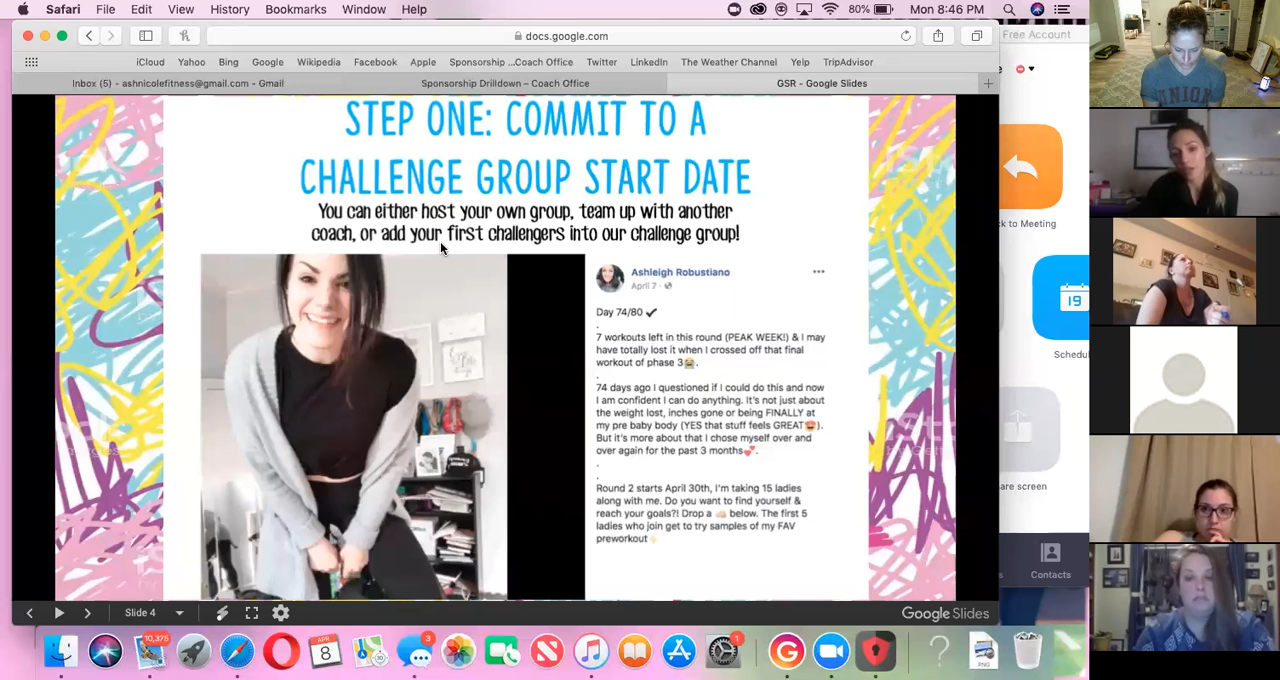 Safari File Edit View History Bookmarks Window Help
80% Mon 8:46 PM
docs.google.com
Free Account
iCloud Yahoo Bing Google Wikipedia Facebook Apple Sponsorship ...Coach Office Twitter LinkedIn The Weather Channel Yelp TripAdvisor
Inbox (5) - ashnicolefitness@gmail.com - Gmail
Sponsorship Drilldown – Coach Office
GSR - Google Slides
STEP ONE: COMMIT TO A
CHALLENGE GROUP START DATE
You can either host your own group, team up with another
coach, or add your first challengers into our challenge group!
Ashleigh Robustiano
April 7
Day 74/80 ✔
.
7 workouts left in this round (PEAK WEEK!) & I may
have totally lost it when I crossed off that final
workout of phase 3😭.
.
74 days ago I questioned if I could do this and now
I am confident I can do anything. It's not just about
the weight lost, inches gone or being FINALLY at
my pre baby body (YES that stuff feels GREAT😍).
But it's more about that I chose myself over and
over again for the past 3 months💕.
.
Round 2 starts April 30th, I'm taking 15 ladies
along with me. Do you want to find yourself &
reach your goals?! Drop a below. The first 5
ladies who join get to try samples of my FAV
preworkout
UNION
ck to Meeting
19
Schedul
are screen
s Contacts
Slide 4
Google Slides
10,375
APR
8
3
1
PNG